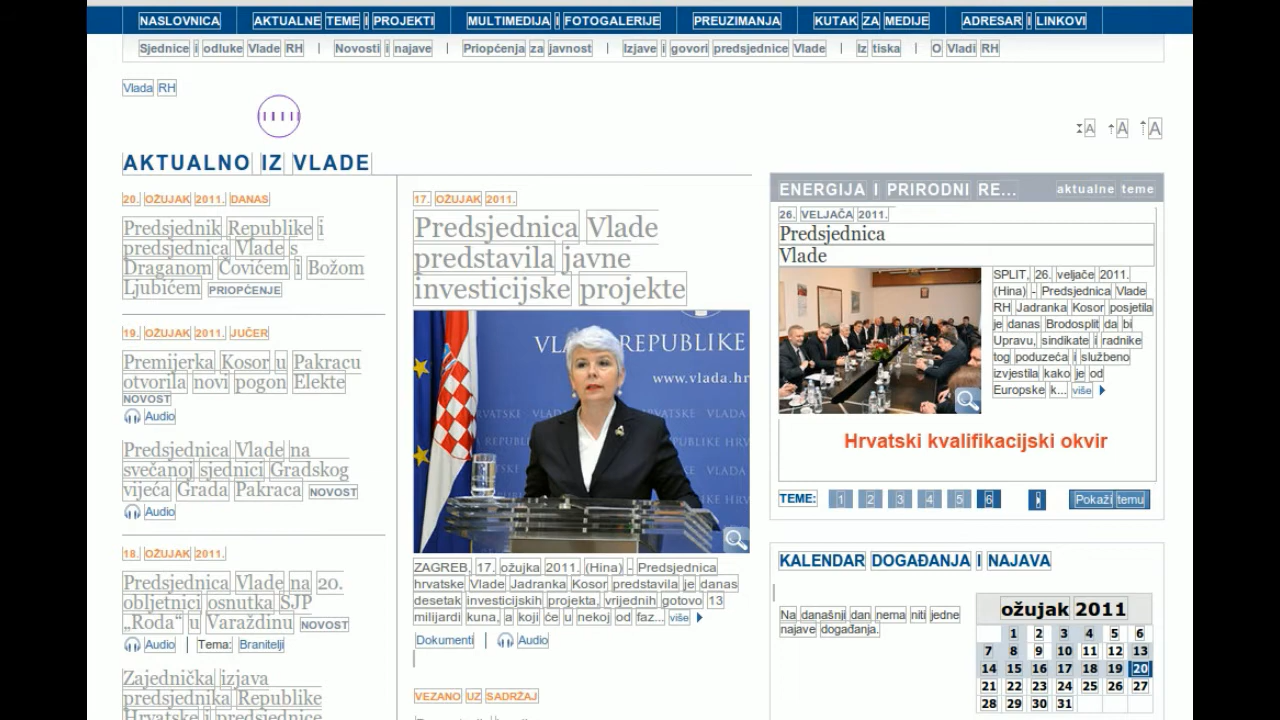 NASLOVNICA AKTUALNE TEME I PROJEKTI MULTIMEDIJA I FOTOGALERIJE PREUZIMANJA KUTAK ZA MEDIJE ADRESAR I LINKOVI
Sjednice i odluke Vlade RH | Novosti i najave | Priopćenja za javnost | Izjave i govori predsjednice Vlade | Iz tiska | O Vladi RH
Vlada RH
A A A
AKTUALNO IZ VLADE
20. OŽUJAK 2011. DANAS
Predsjednik Republike i
predsjednica Vlade s
Draganom Čovićem i Božom
Ljubićem PRIOPĆENJE
19. OŽUJAK 2011. JUČER
Premijerka Kosor u Pakracu
otvorila novi pogon Elekte
NOVOST
Audio
Predsjednica Vlade na
svečanoj sjednici Gradskog
vijeća Grada Pakraca NOVOST
Audio
18. OŽUJAK 2011.
Predsjednica Vlade na 20.
obljetnici osnutka SJP
„Roda“ u Varaždinu NOVOST
Audio | Tema: Branitelji
Zajednička izjava
predsjednika Republike
Hrvatske i predsjednice
17. OŽUJAK 2011.
Predsjednica Vlade
predstavila javne
investicijske projekte
VLADA REPUBLIKE
www.vlada.hr
ZAGREB, 17. ožujka 2011. (Hina) - Predsjednica
hrvatske Vlade Jadranka Kosor predstavila je danas
desetak investicijskih projekta, vrijednih gotovo 13
milijardi kuna, a koji će u nekoj od faz... više
Dokumenti | Audio
VEZANO UZ SADRŽAJ
ENERGIJA I PRIRODNI RE... aktualne teme
26. VELJAČA 2011.
Predsjednica
Vlade
SPLIT, 26. veljače 2011.
(Hina) - Predsjednica Vlade
RH Jadranka Kosor posjetila
je danas Brodosplit da bi
Upravu, sindikate i radnike
tog poduzeća i službeno
izvjestila kako je od
Europske k... više
Hrvatski kvalifikacijski okvir
TEME: 1 2 3 4 5 6 Pokaži temu
KALENDAR DOGAĐANJA I NAJAVA
Na današnji dan nema niti jedne
najave događanja.
ožujak 2011
1 2 3 4 5 6
7 8 9 10 11 12 13
14 15 16 17 18 19 20
21 22 23 24 25 26 27
28 29 30 31